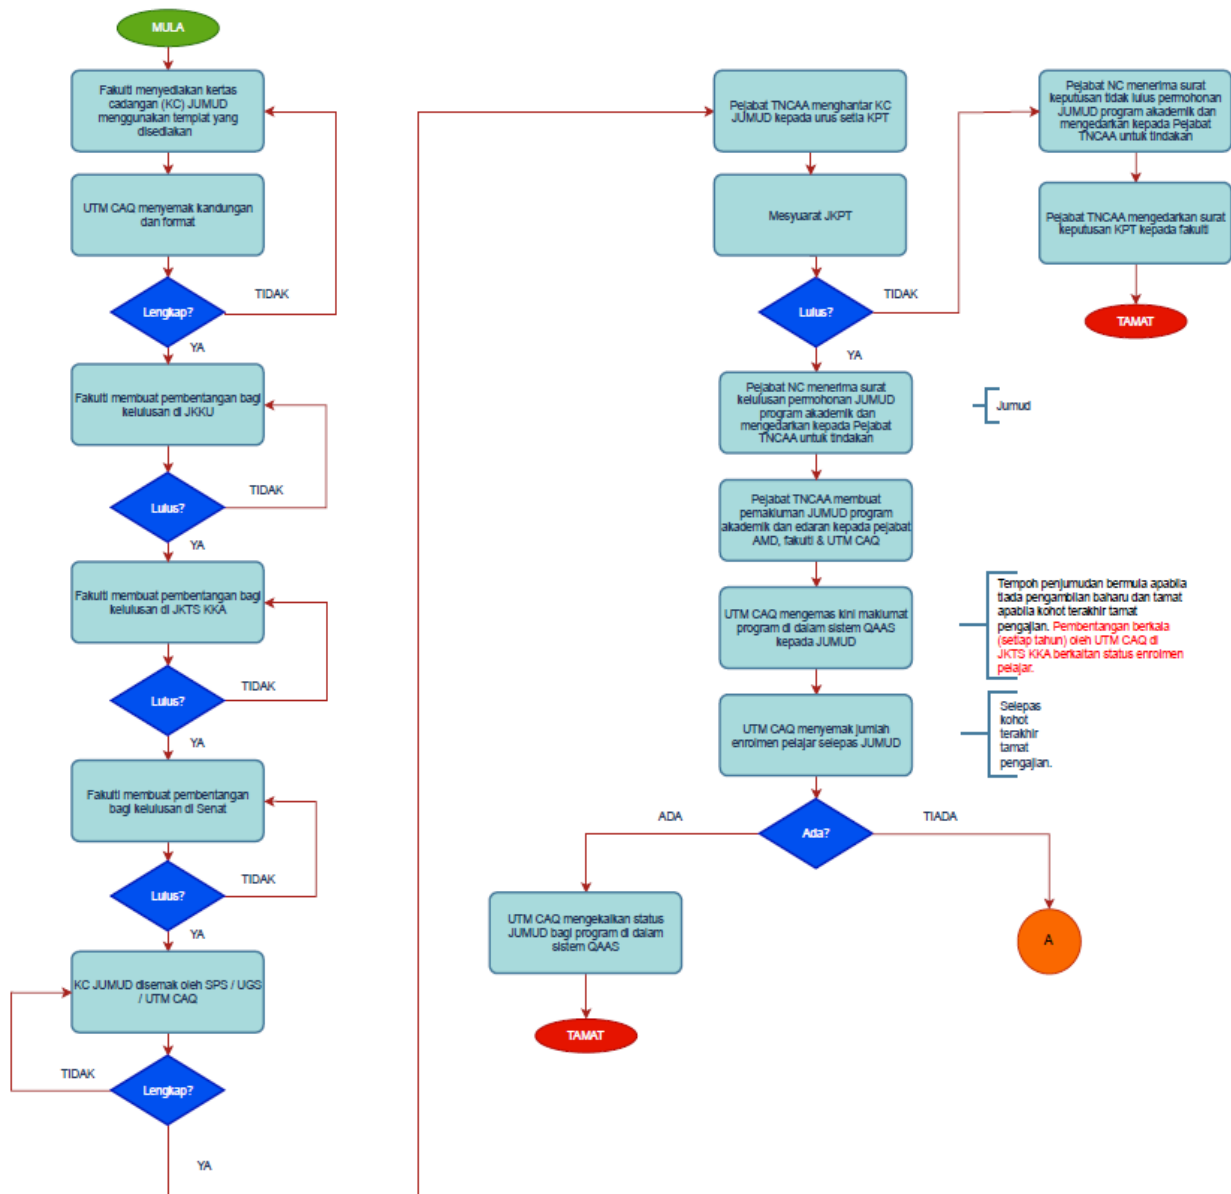 MULA
Fakulti menyediakan kertas
cadangan (KC) JUMUD
menggunakan templat yang
disediakan
UTM CAQ menyemak kandungan
dan format
Lengkap?
TIDAK
YA
Fakulti membuat pembentangan bagi
kelulusan di JKKU
Lulus?
TIDAK
YA
Fakulti membuat pembentangan bagi
kelulusan di JKTS KKA
Lulus?
TIDAK
YA
Fakulti membuat pembentangan
bagi kelulusan di Senat
Lulus?
TIDAK
YA
KC JUMUD disemak oleh SPS / UGS
/ UTM CAQ
TIDAK
Lengkap?
YA
Pejabat TNCAA menghantar KC
JUMUD kepada urus setia KPT
Mesyuarat JKPT
Lulus?
TIDAK
YA
Pejabat NC menerima surat
keputusan tidak lulus permohonan
JUMUD program akademik dan
mengedarkan kepada Pejabat
TNCAA untuk tindakan
Pejabat TNCAA mengedarkan surat
keputusan KPT kepada fakulti
TAMAT
Pejabat NC menerima surat
kelulusan permohonan JUMUD
program akademik dan
mengedarkan kepada Pejabat
TNCAA untuk tindakan
Jumud
Pejabat TNCAA membuat
pemakluman JUMUD program
akademik dan edaran kepada pejabat
AMD, fakulti & UTM CAQ
UTM CAQ mengemas kini maklumat
program di dalam sistem QAAS
kepada JUMUD
Tempoh penjumudan bermula apabila
tiada pengambilan baharu dan tamat
apabila kohot terakhir tamat
pengajian. Pembentangan berkala
(setiap tahun) oleh UTM CAQ di
JKTS KKA berkaitan status enrolmen
pelajar.
UTM CAQ menyemak jumlah
enrolmen pelajar selepas JUMUD
Selepas
kohot
terakhir
tamat
pengajian.
ADA
Ada?
TIADA
UTM CAQ mengekalkan status
JUMUD bagi program di dalam
sistem QAAS
TAMAT
A